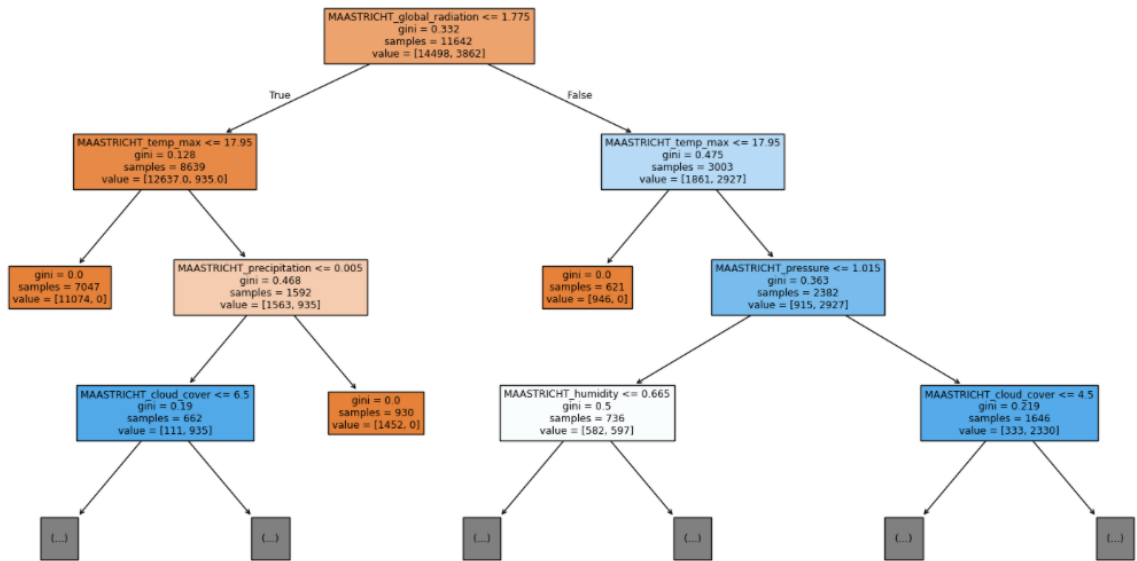 MAASTRICHT_global_radiation <= 1.775
gini = 0.332
samples = 11642
value = [14498, 3862]
True
False
MAASTRICHT_temp_max <= 17.95
gini = 0.128
samples = 8639
value = [12637.0, 935.0]
MAASTRICHT_temp_max <= 17.95
gini = 0.475
samples = 3003
value = [1861, 2927]
gini = 0.0
samples = 7047
value = [11074, 0]
MAASTRICHT_precipitation <= 0.005
gini = 0.468
samples = 1592
value = [1563, 935]
gini = 0.0
samples = 621
value = [946, 0]
MAASTRICHT_pressure <= 1.015
gini = 0.363
samples = 2382
value = [915, 2927]
MAASTRICHT_cloud_cover <= 6.5
gini = 0.19
samples = 662
value = [111, 935]
gini = 0.0
samples = 930
value = [1452, 0]
MAASTRICHT_humidity <= 0.665
gini = 0.5
samples = 736
value = [582, 597]
MAASTRICHT_cloud_cover <= 4.5
gini = 0.219
samples = 1646
value = [333, 2330]
(...)
(...)
(...)
(...)
(...)
(...)